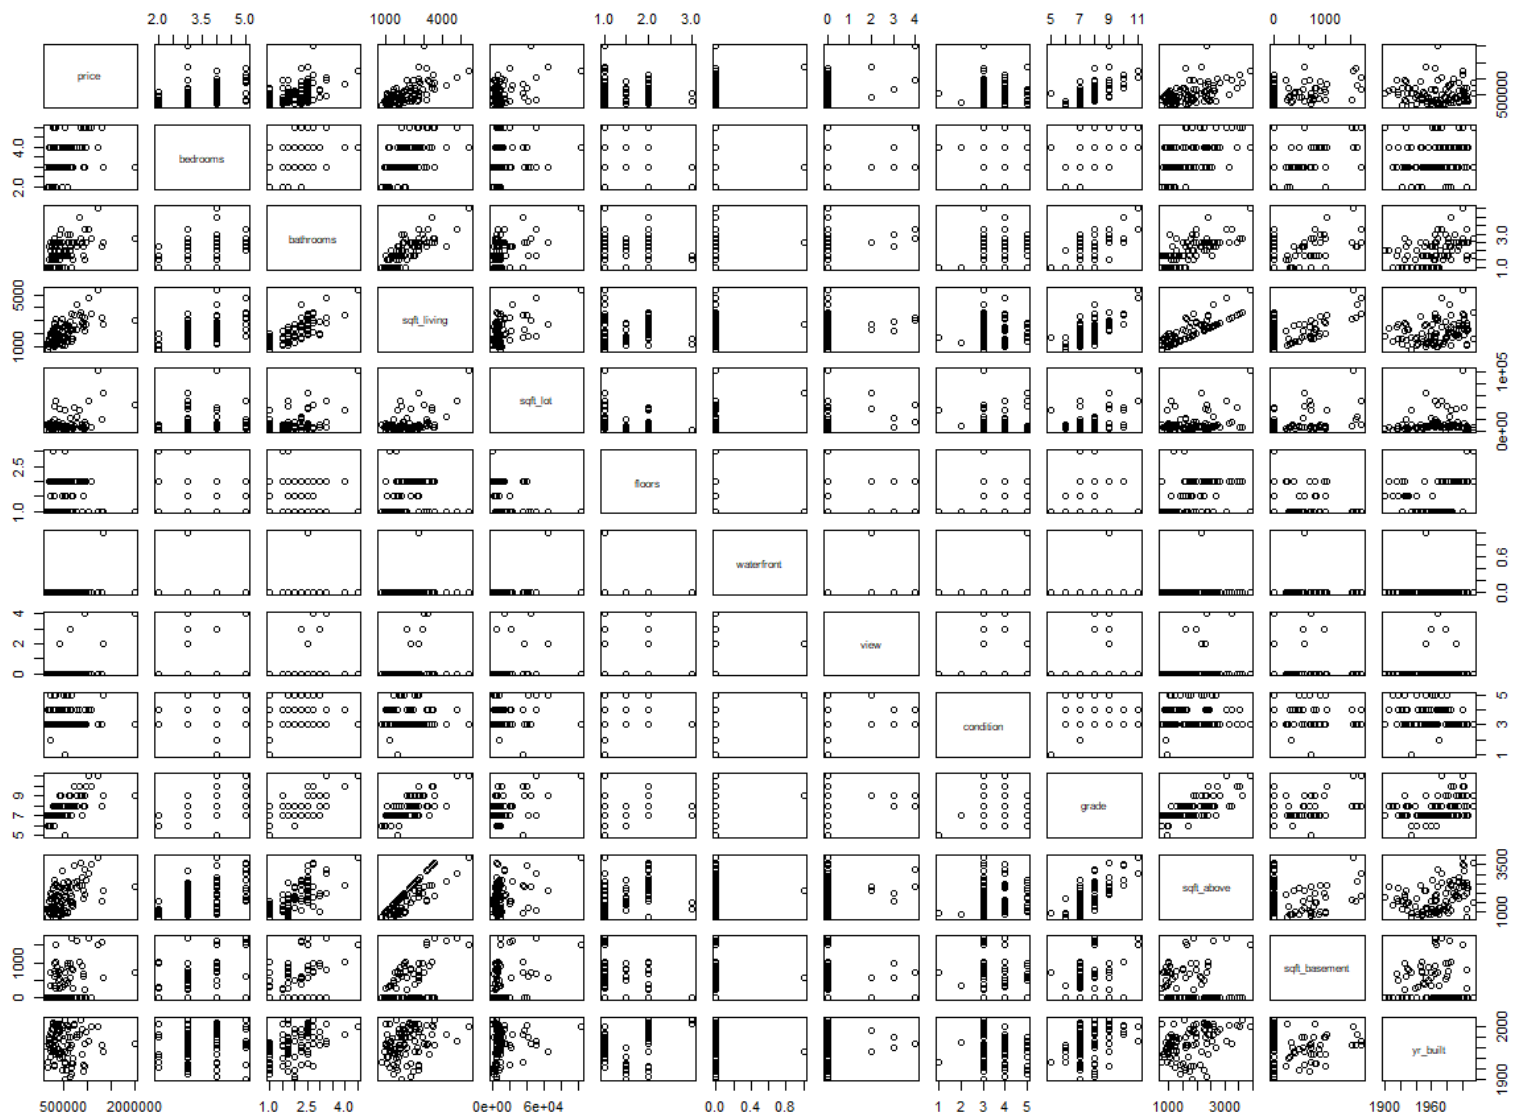 2.0 3.5 5.0 1000 4000 1.0 2.0 3.0 0 1 2 3 4 5 7 9 11 0 1000
price 500000
4.0 2.0 bedrooms
bathrooms 3.0 1.0
5000 1000 sqft_living
sqft_lot 1e+05 0e+00
2.5 1.0 floors
waterfront 0.6 0.0
4 2 0 view
condition 5 3 1
9 7 5 grade
sqft_above 3500 1000
1000 0 sqft_basement
yr_built 2000 1900
500000 2000000 1.0 2.5 4.0 0e+00 6e+04 0.0 0.4 0.8 1 2 3 4 5 1000 3000 1900 1960